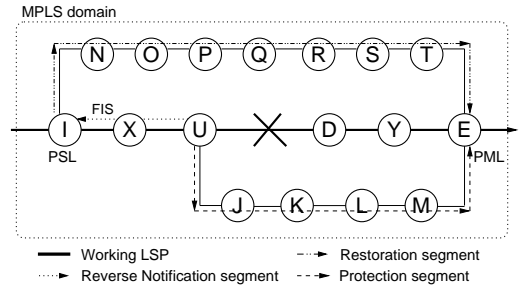 MPLS domain
N O P Q R S T
FIS
I X U D Y E
PSL PML
J K L M
Working LSP Restoration segment
Reverse Notification segment Protection segment